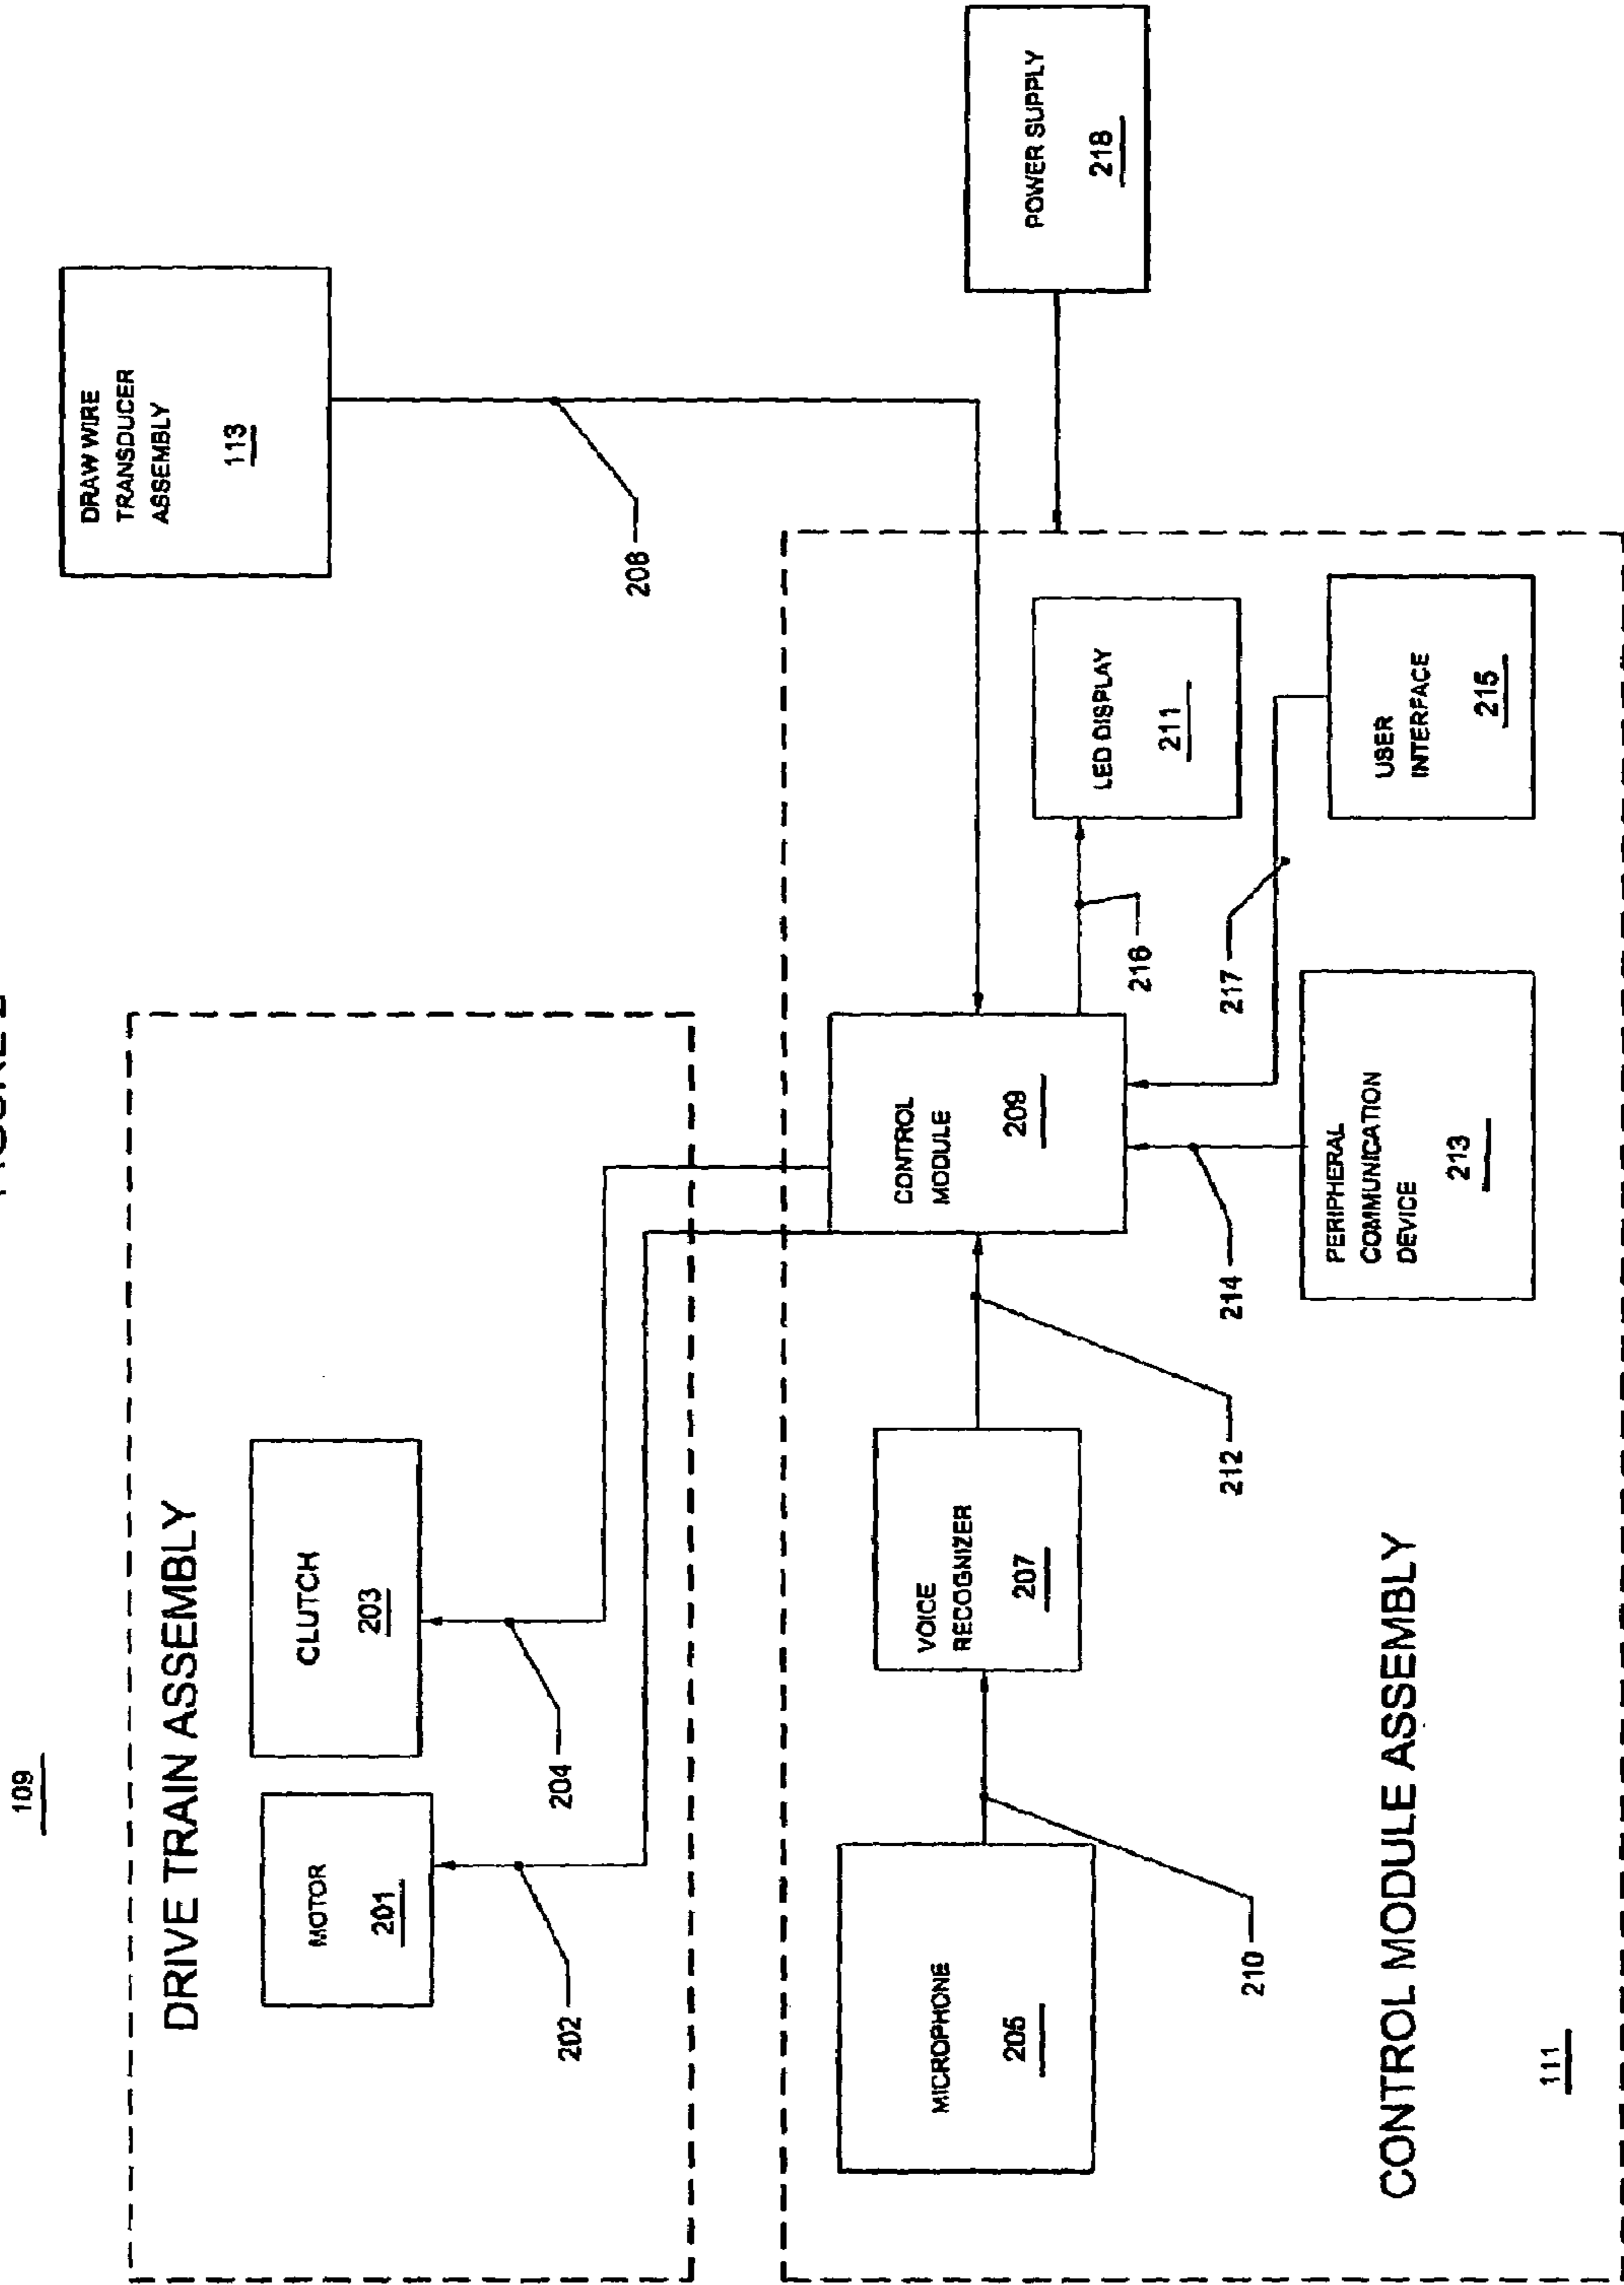 109
DRIVE TRAIN ASSEMBLY
MOTOR
201
CLUTCH
203
202
204
DRAW WIRE
TRANSDUCER
ASSEMBLY
113
208
MICROPHONE
205
210
VOICE
RECOGNIZER
207
212
CONTROL
MODULE
209
216
LED DISPLAY
211
214
217
PERIPHERAL
COMMUNICATION
DEVICE
213
USER
INTERFACE
215
POWER SUPPLY
218
CONTROL MODULE ASSEMBLY
111